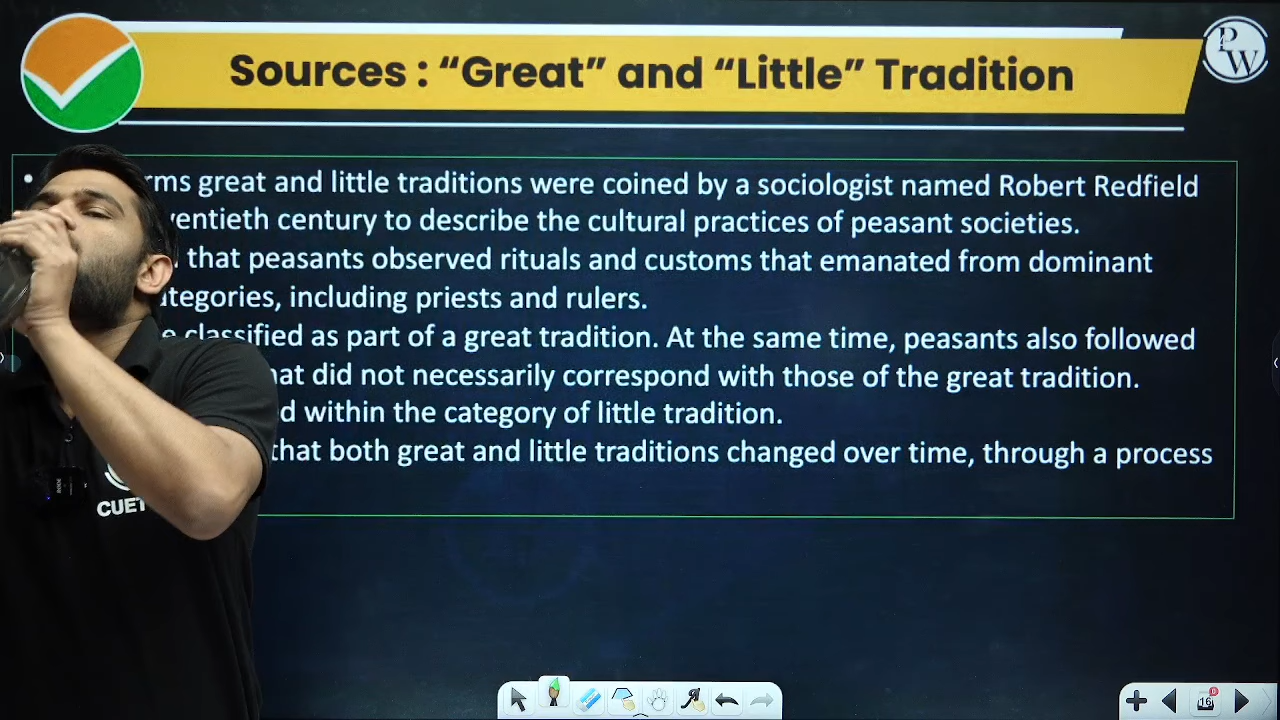 Sources : “Great” and “Little” Tradition
PW
great and little traditions were coined by a sociologist named Robert Redfield
century to describe the cultural practices of peasant societies.
that peasants observed rituals and customs that emanated from dominant
including priests and rulers.
classified as part of a great tradition. At the same time, peasants also followed
did not necessarily correspond with those of the great tradition.
within the category of little tradition.
that both great and little traditions changed over time, through a process
CUET
16